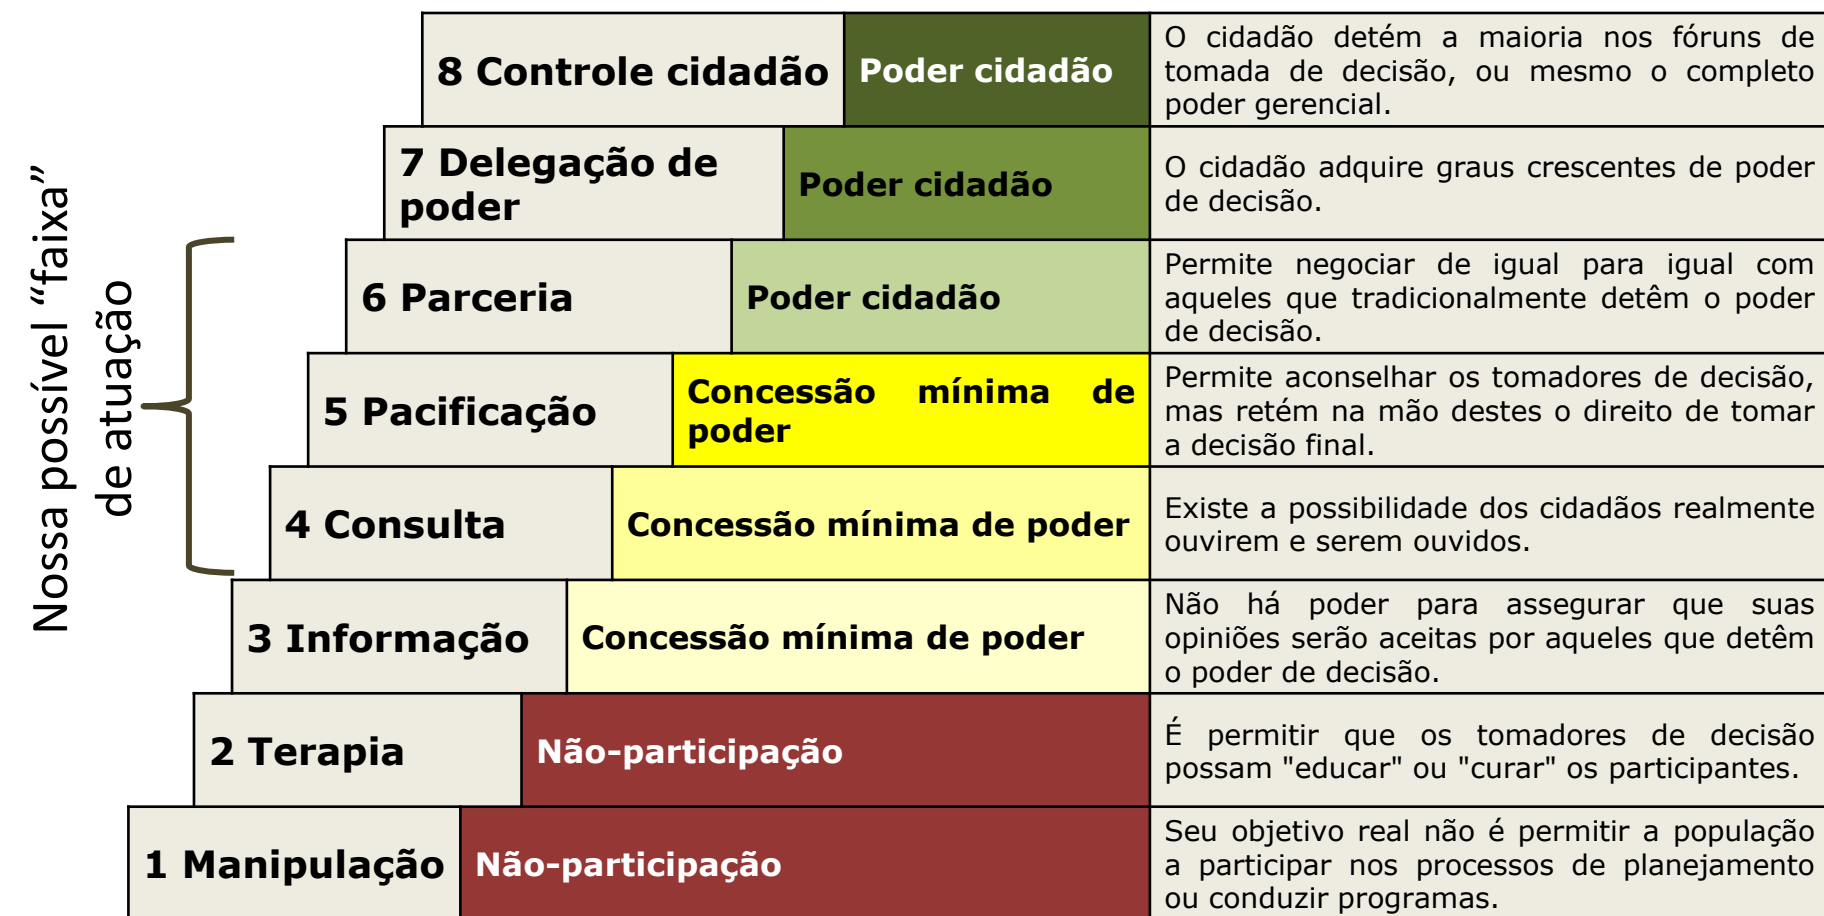 Nossa possível “faixa”
de atuação
8 Controle cidadão
Poder cidadão
O cidadão detém a maioria nos fóruns de
tomada de decisão, ou mesmo o completo
poder gerencial.
7 Delegação de
poder
Poder cidadão
O cidadão adquire graus crescentes de poder
de decisão.
6 Parceria
Poder cidadão
Permite negociar de igual para igual com
aqueles que tradicionalmente detêm o poder
de decisão.
5 Pacificação
Concessão mínima de
poder
Permite aconselhar os tomadores de decisão,
mas retém na mão destes o direito de tomar
a decisão final.
4 Consulta
Concessão mínima de poder
Existe a possibilidade dos cidadãos realmente
ouvirem e serem ouvidos.
3 Informação
Concessão mínima de poder
Não há poder para assegurar que suas
opiniões serão aceitas por aqueles que detêm
o poder de decisão.
2 Terapia
Não-participação
É permitir que os tomadores de decisão
possam "educar" ou "curar" os participantes.
1 Manipulação
Não-participação
Seu objetivo real não é permitir a população
a participar nos processos de planejamento
ou conduzir programas.